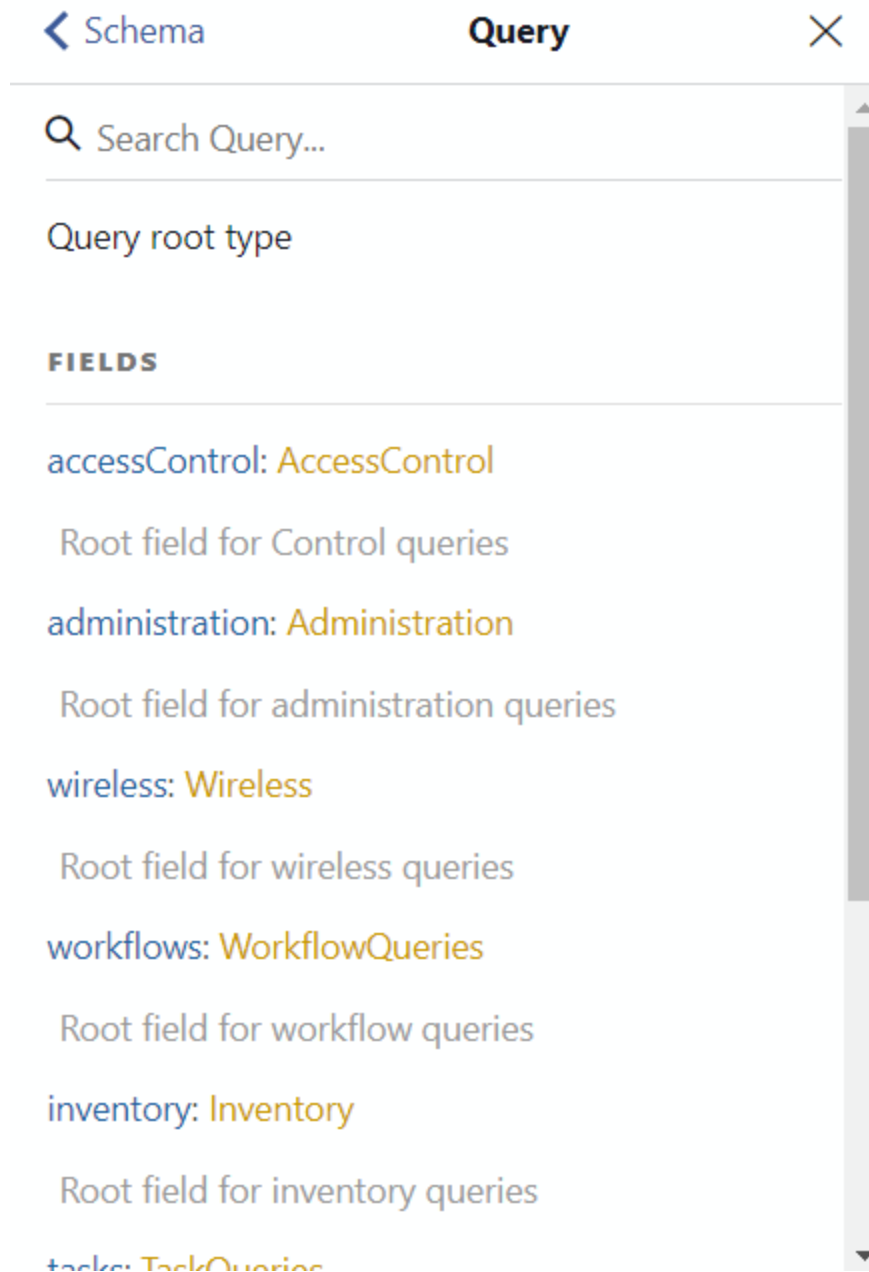 Schema
Query
Search Query...
Query root type
FIELDS
accessControl: AccessControl
Root field for Control queries
administration: Administration
Root field for administration queries
wireless: Wireless
Root field for wireless queries
workflows: WorkflowQueries
Root field for workflow queries
inventory: Inventory
Root field for inventory queries
tasks: TaskQueries